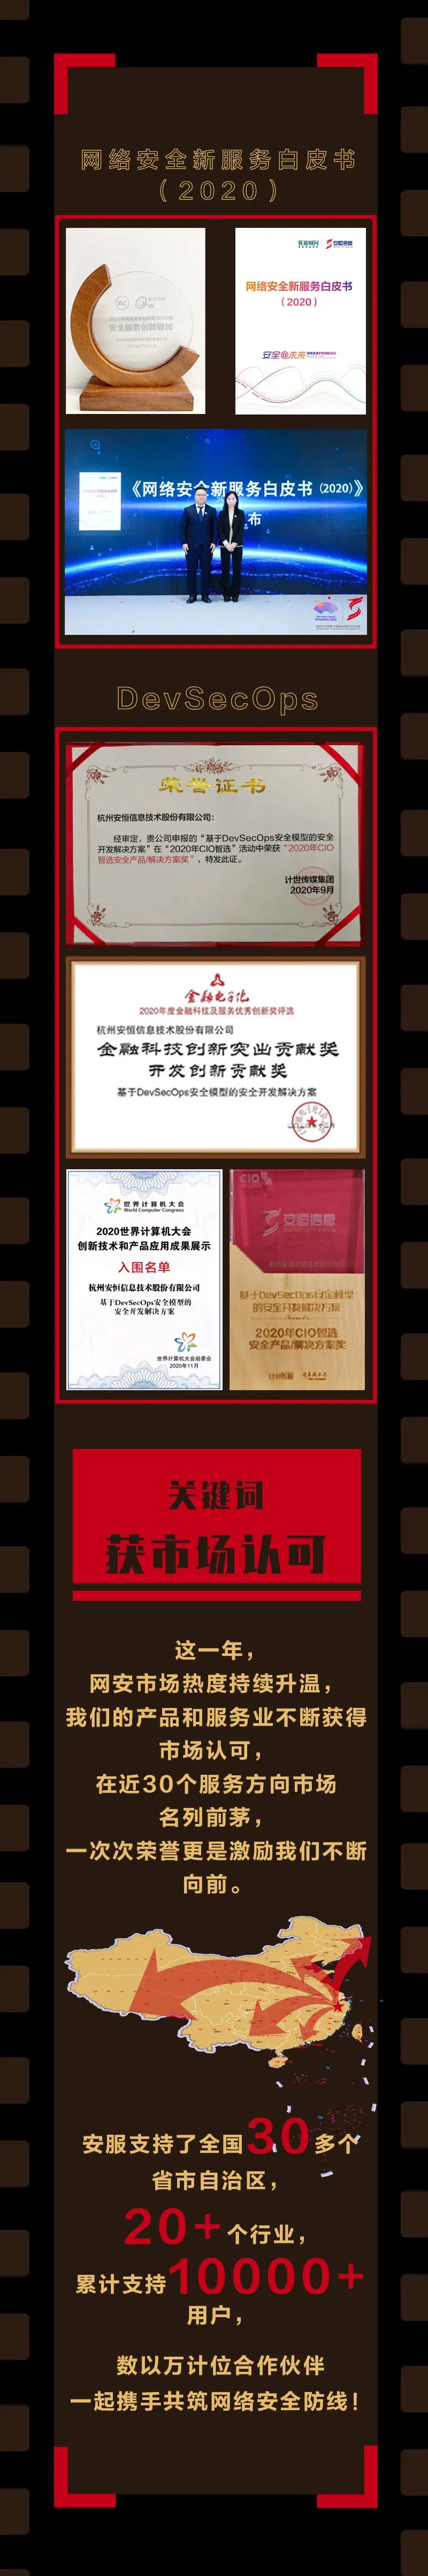 网络安全新服务白皮书
（2020）
安全服务创新领域
安恒信息
网络安全新服务白皮书
（2020）
安全@未来
《网络安全新服务白皮书（2020）》
布
DevSecOps
荣誉证书
杭州安恒信息技术股份有限公司：
经审定，贵公司申报的“基于DevSecOps安全模型的安全
开发解决方案”在“2020年CIO智选”活动中荣获“2020年CIO
智选安全产品/解决方案奖”，特发此证。
计世传媒集团
2020年9月
金融电子化
2020年度金融科技及服务优秀创新奖评选
杭州安恒信息技术股份有限公司
金融科技创新突出贡献奖
开发创新贡献奖
基于DevSecOps安全模型的安全开发解决方案
世界计算机大会
World Computer Congress
2020世界计算机大会
创新技术和产品应用成果展示
入围名单
杭州安恒信息技术股份有限公司
基于DevSecOps安全模型的
安全开发解决方案
世界计算机大会组委会
2020年11月
CIO
安恒信息
基于DevSecOps安全模型
的安全开发解决方案
2020年CIO智选
安全产品/解决方案奖
关键词
获市场认可
这一年，
网安市场热度持续升温，
我们的产品和服务业不断获得
市场认可，
在近30个服务方向市场
名列前茅，
一次次荣誉更是激励我们不断
向前。
安服支持了全国30多个
省市自治区，
20+个行业，
累计支持10000+
用户，
数以万计位合作伙伴
一起携手共筑网络安全防线！